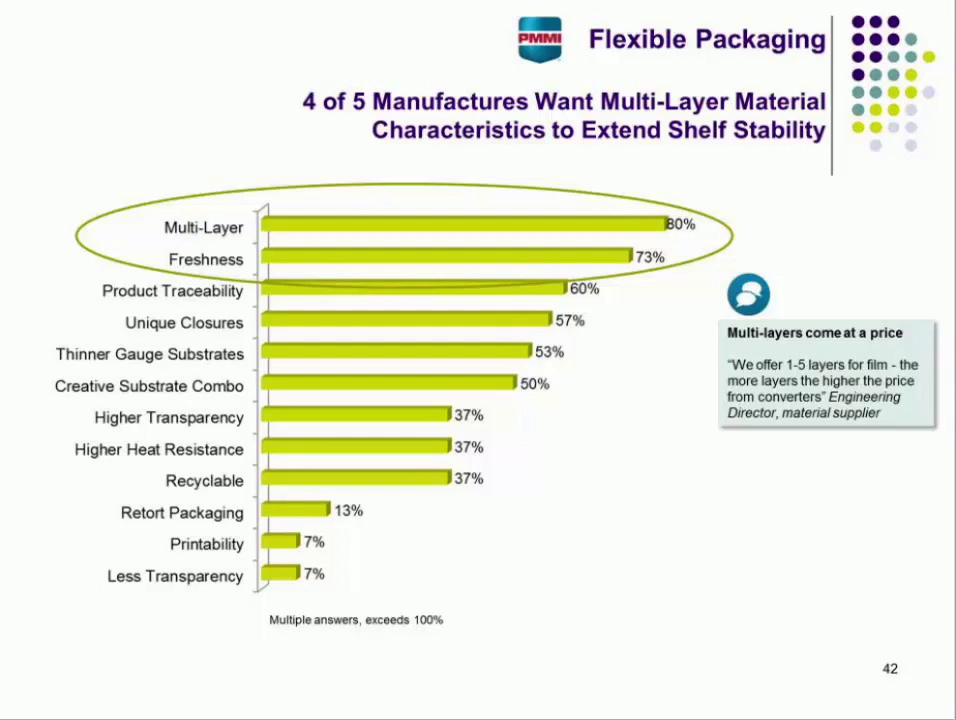 PMMI
Flexible Packaging
4 of 5 Manufactures Want Multi-Layer Material
Characteristics to Extend Shelf Stability
Multi-Layer 80%
Freshness 73%
Product Traceability 60%
Unique Closures 57%
Thinner Gauge Substrates 53%
Creative Substrate Combo 50%
Higher Transparency 37%
Higher Heat Resistance 37%
Recyclable 37%
Retort Packaging 13%
Printability 7%
Less Transparency 7%
Multiple answers, exceeds 100%
Multi-layers come at a price
“We offer 1-5 layers for film - the
more layers the higher the price
from converters” Engineering
Director, material supplier
42